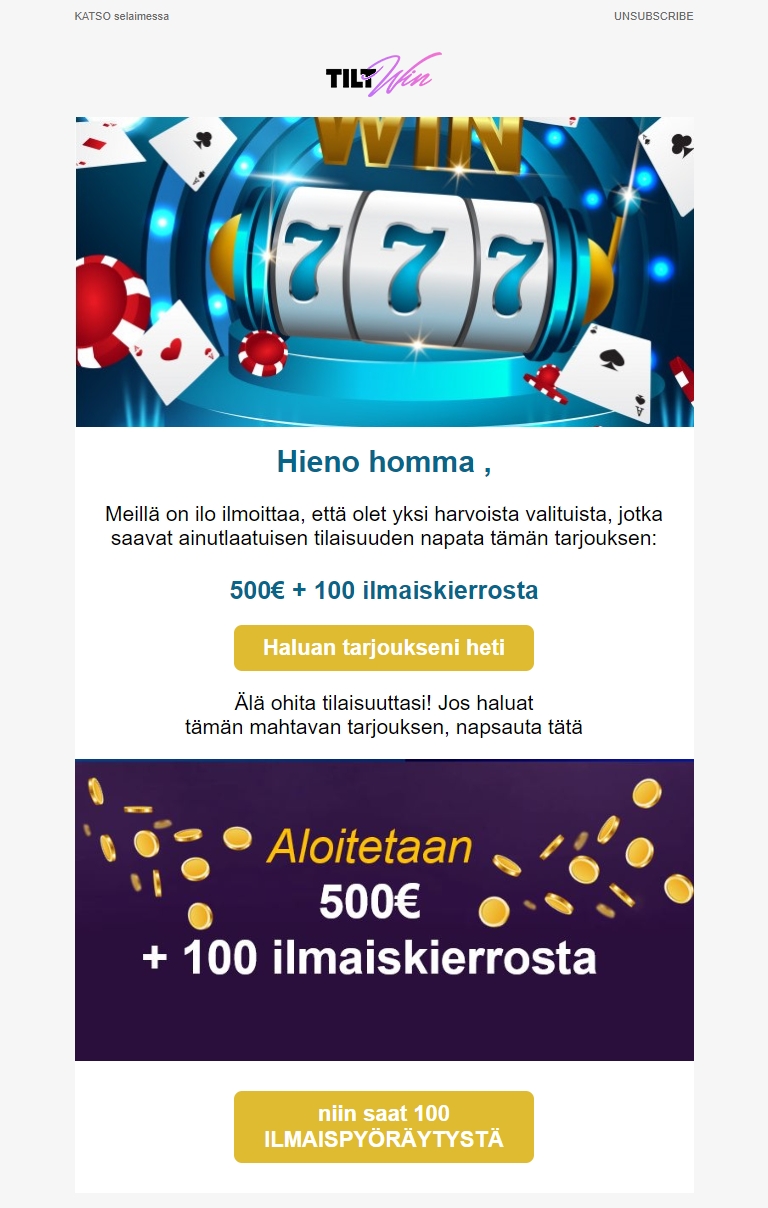 KATSO selaimessa
UNSUBSCRIBE
TILT Win
WIN
777
Hieno homma ,
Meillä on ilo ilmoittaa, että olet yksi harvoista valituista, jotka
saavat ainutlaatuisen tilaisuuden napata tämän tarjouksen:
500€ + 100 ilmaiskierrosta
Haluan tarjoukseni heti
Älä ohita tilaisuuttasi! Jos haluat
tämän mahtavan tarjouksen, napsauta tätä
Aloitetaan
500€
+ 100 ilmaiskierrosta
niin saat 100
ILMAISPYÖRÄYTYSTÄ